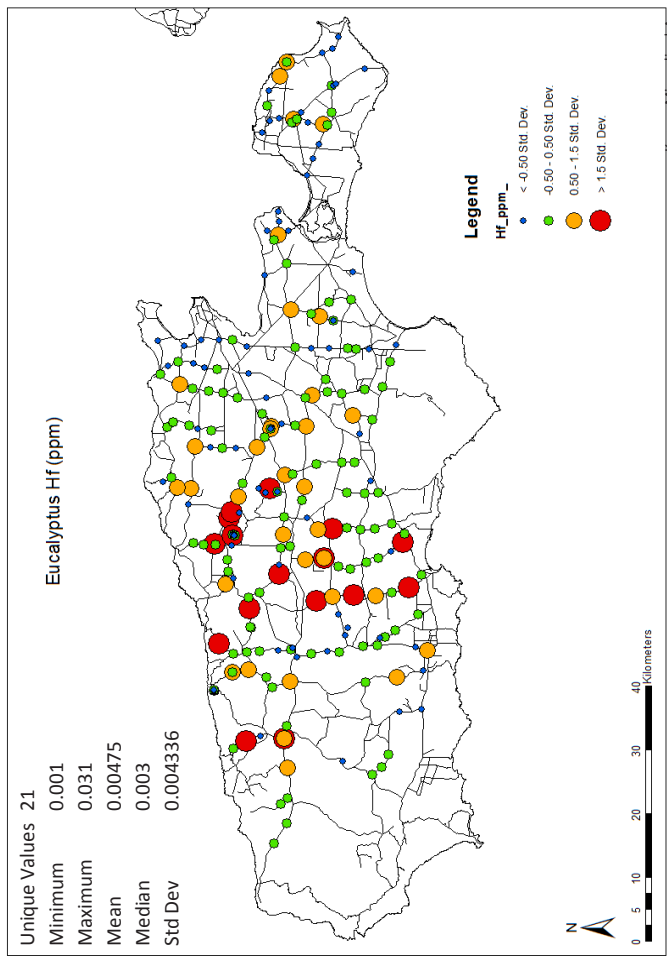 Unique Values 21
Minimum 0.001
Maximum 0.031
Mean 0.00475
Median 0.003
Std Dev 0.004336
Eucalyptus Hf (ppm)
Legend
Hf_ppm_
< -0.50 Std. Dev.
-0.50 - 0.50 Std. Dev.
0.50 - 1.5 Std. Dev.
> 1.5 Std. Dev.
N
0 5 10 20 30 40
Kilometers